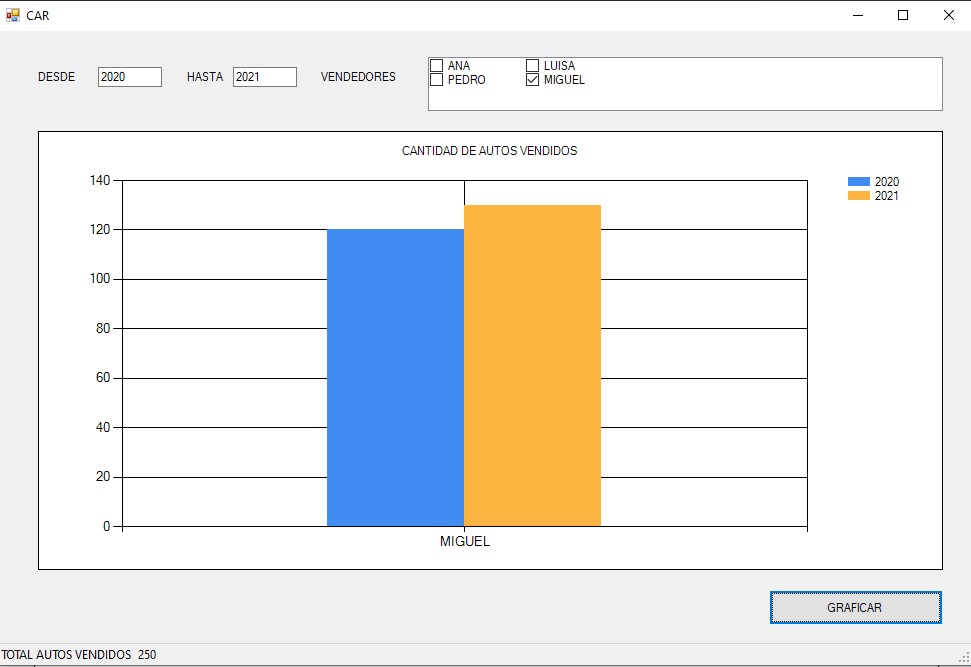 CAR
DESDE 2020 HASTA 2021 VENDEDORES
ANA LUISA
PEDRO MIGUEL
CANTIDAD DE AUTOS VENDIDOS
2020
2021
140
120
100
80
60
40
20
0
MIGUEL
GRAFICAR
TOTAL AUTOS VENDIDOS 250